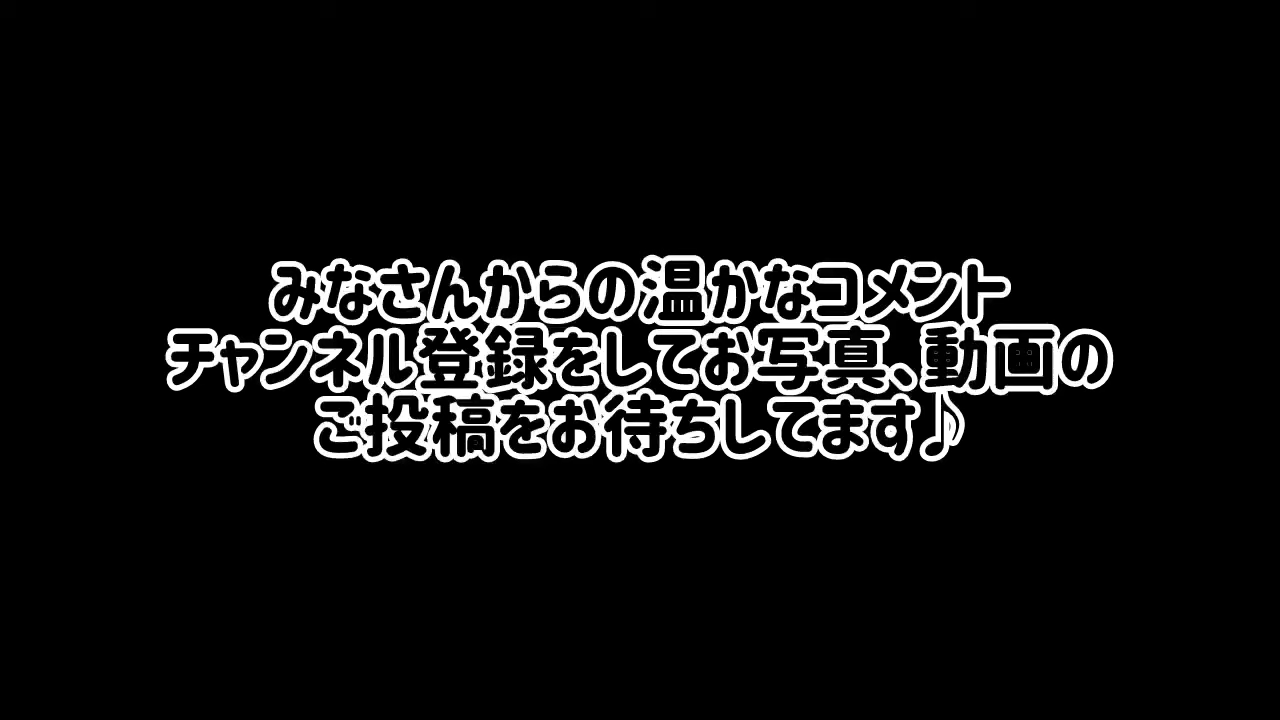 みなさんからの温かなコメント
チャンネル登録をしてお写真、動画の
ご投稿をお待ちしてます♪